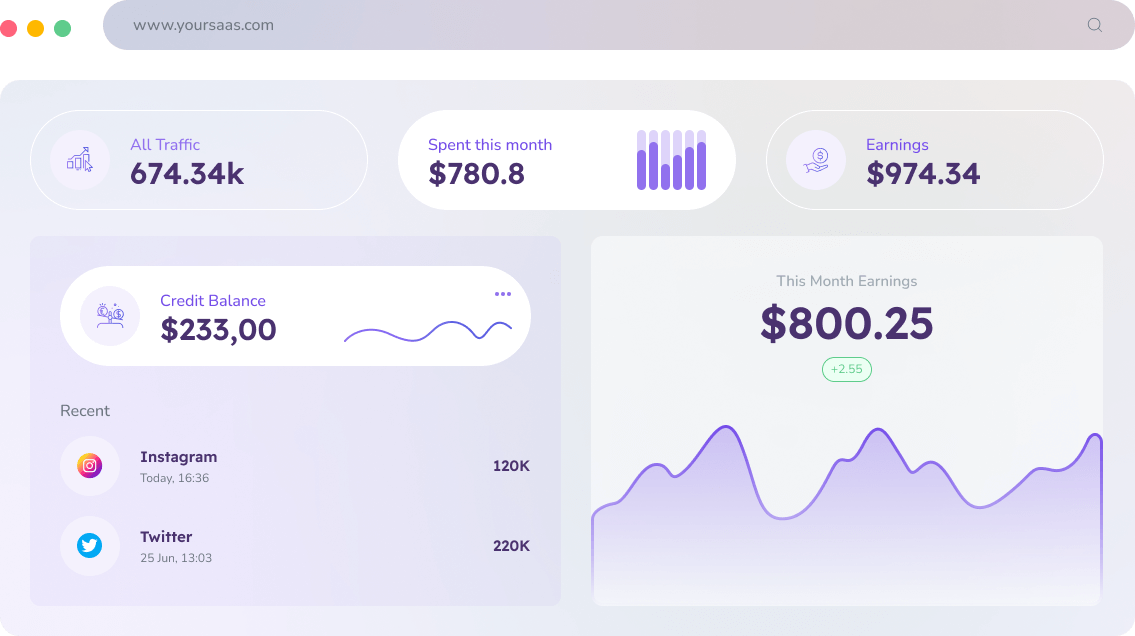 www.yoursaas.com
All Traffic
674.34k
Spent this month
$780.8
Earnings
$974.34
Credit Balance
$233,00
This Month Earnings
$800.25
+2.55
Recent
Instagram
Today, 16:36
120K
Twitter
25 Jun, 13:03
220K